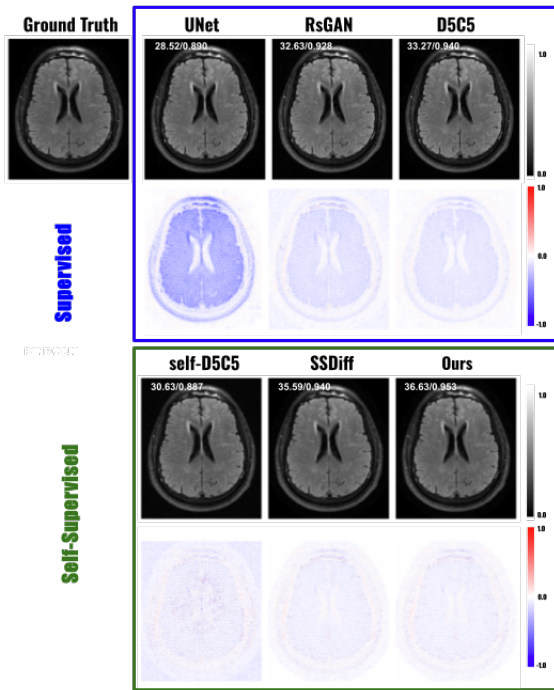 Ground Truth
UNet
RsGAN
D5C5
28.52/0.890
32.63/0.928
33.27/0.940
1.0
0.0
1.0
0.0
-1.0
Supervised
self-D5C5
SSDiff
Ours
30.63/0.887
35.59/0.940
36.63/0.953
1.0
0.0
1.0
0.0
-1.0
Self-Supervised